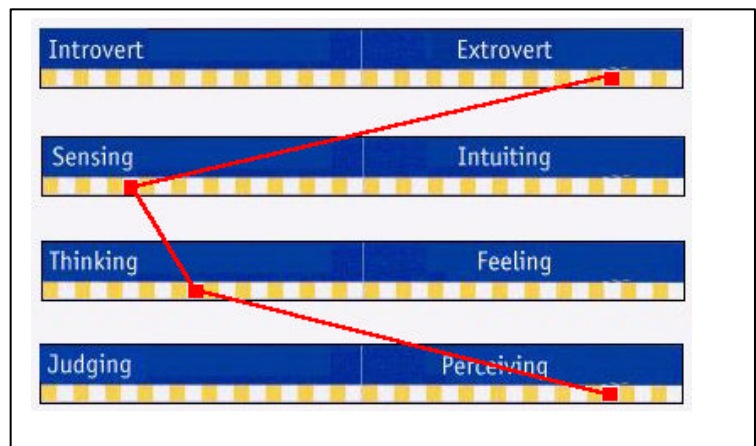 Introvert Extrovert
Sensing Intuiting
Thinking Feeling
Judging Perceiving